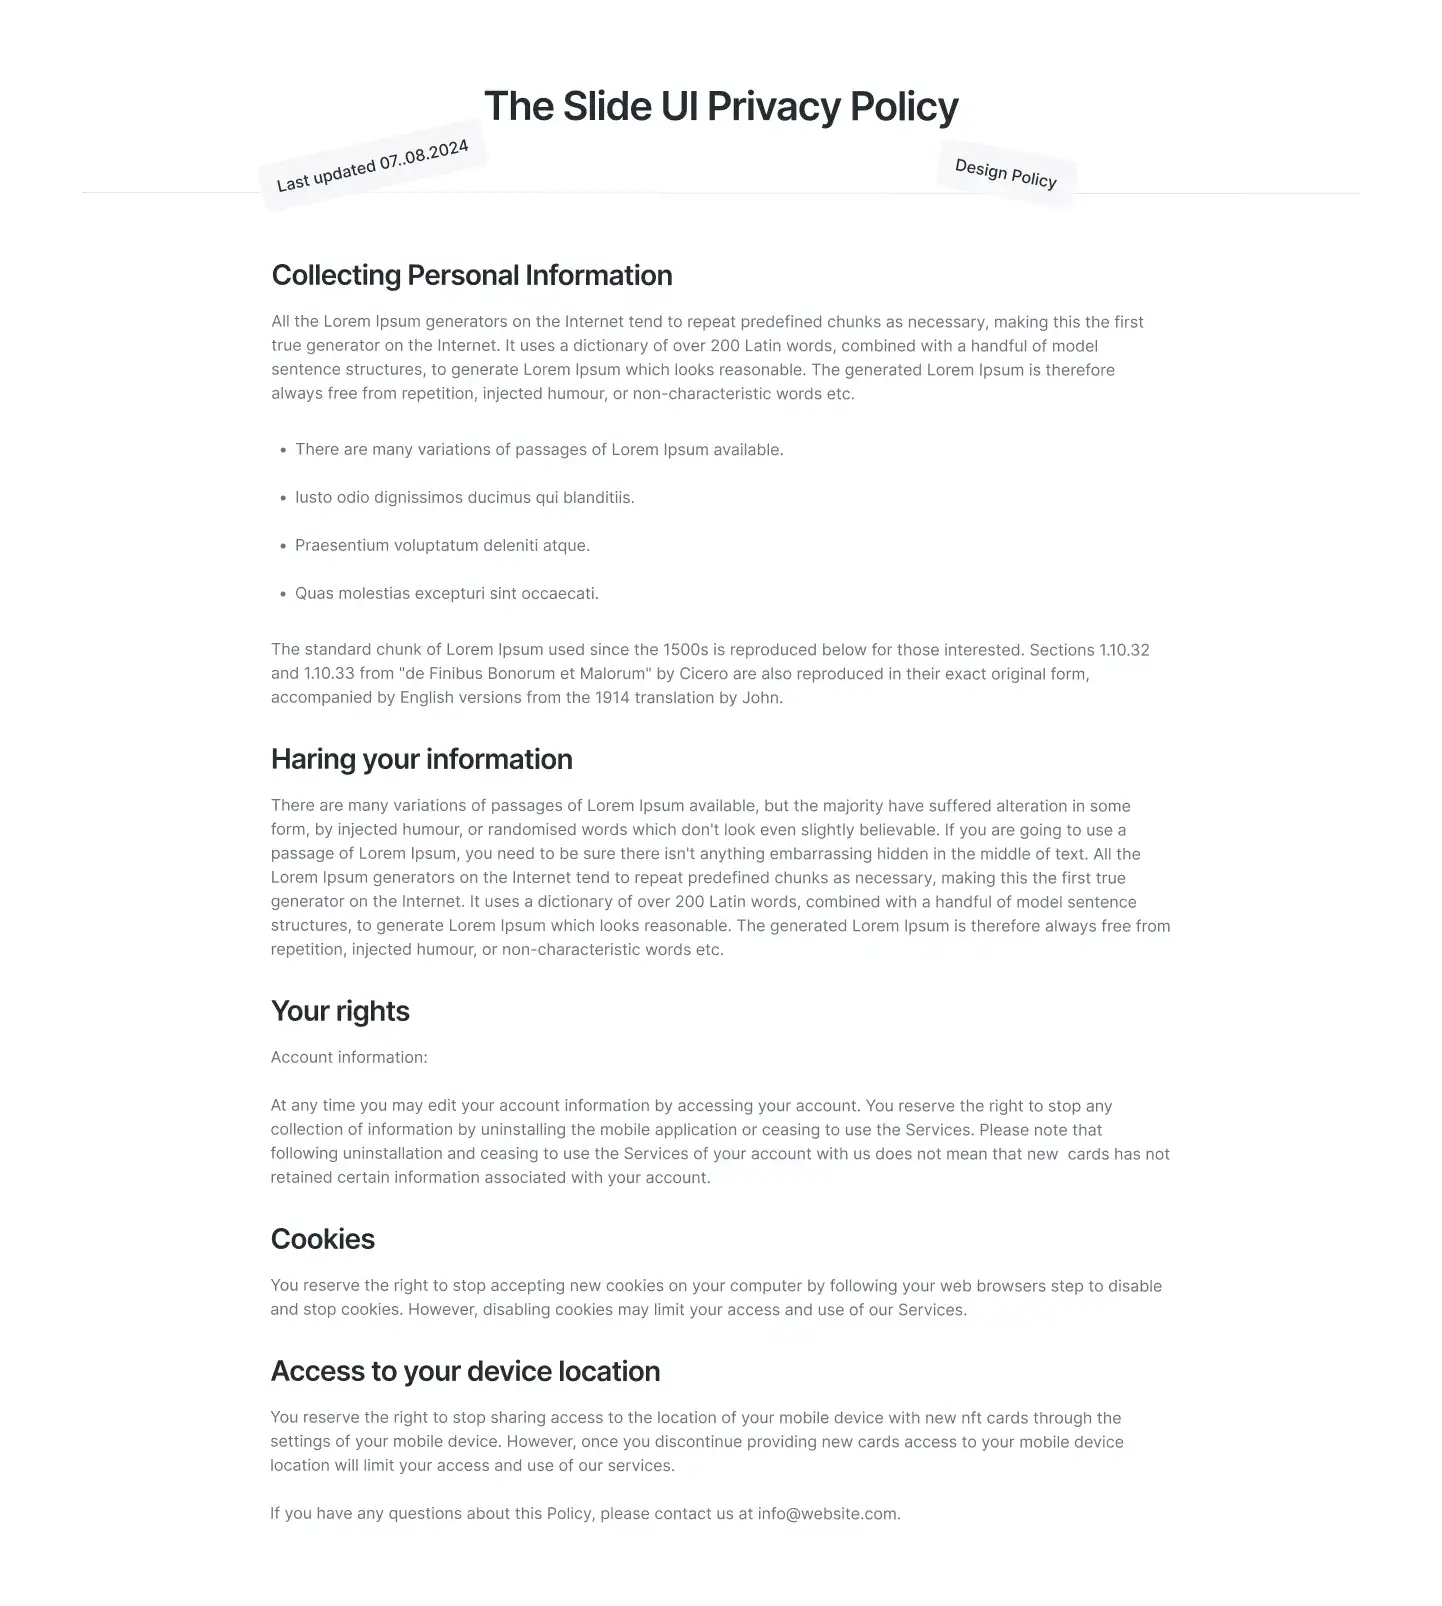 The Slide UI Privacy Policy
Last updated 07..08.2024
Design Policy
Collecting Personal Information
All the Lorem Ipsum generators on the Internet tend to repeat predefined chunks as necessary, making this the first
true generator on the Internet. It uses a dictionary of over 200 Latin words, combined with a handful of model
sentence structures, to generate Lorem Ipsum which looks reasonable. The generated Lorem Ipsum is therefore
always free from repetition, injected humour, or non-characteristic words etc.
• There are many variations of passages of Lorem Ipsum available.
• Iusto odio dignissimos ducimus qui blanditiis.
• Praesentium voluptatum deleniti atque.
• Quas molestias excepturi sint occaecati.
The standard chunk of Lorem Ipsum used since the 1500s is reproduced below for those interested. Sections 1.10.32
and 1.10.33 from "de Finibus Bonorum et Malorum" by Cicero are also reproduced in their exact original form,
accompanied by English versions from the 1914 translation by John.
Haring your information
There are many variations of passages of Lorem Ipsum available, but the majority have suffered alteration in some
form, by injected humour, or randomised words which don't look even slightly believable. If you are going to use a
passage of Lorem Ipsum, you need to be sure there isn't anything embarrassing hidden in the middle of text. All the
Lorem Ipsum generators on the Internet tend to repeat predefined chunks as necessary, making this the first true
generator on the Internet. It uses a dictionary of over 200 Latin words, combined with a handful of model sentence
structures, to generate Lorem Ipsum which looks reasonable. The generated Lorem Ipsum is therefore always free from
repetition, injected humour, or non-characteristic words etc.
Your rights
Account information:
At any time you may edit your account information by accessing your account. You reserve the right to stop any
collection of information by uninstalling the mobile application or ceasing to use the Services. Please note that
following uninstallation and ceasing to use the Services of your account with us does not mean that new  cards has not
retained certain information associated with your account.
Cookies
You reserve the right to stop accepting new cookies on your computer by following your web browsers step to disable
and stop cookies. However, disabling cookies may limit your access and use of our Services.
Access to your device location
You reserve the right to stop sharing access to the location of your mobile device with new nft cards through the
settings of your mobile device. However, once you discontinue providing new cards access to your mobile device
location will limit your access and use of our services.
If you have any questions about this Policy, please contact us at info@website.com.